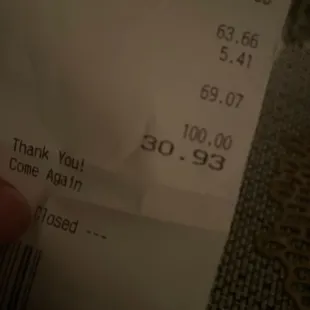 63.66
5.41
69.07
100.00
30.93
Thank You!
Come Again
Closed ---